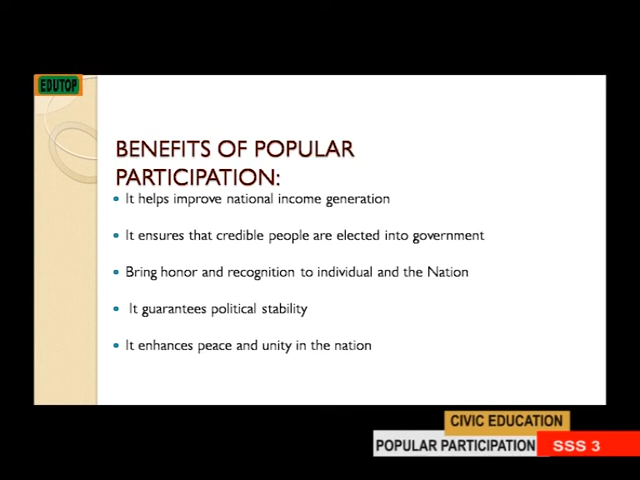 EDUTOP
BENEFITS OF POPULAR
PARTICIPATION:
• It helps improve national income generation
• It ensures that credible people are elected into government
• Bring honor and recognition to individual and the Nation
• It guarantees political stability
• It enhances peace and unity in the nation
CIVIC EDUCATION
POPULAR PARTICIPATION SSS 3